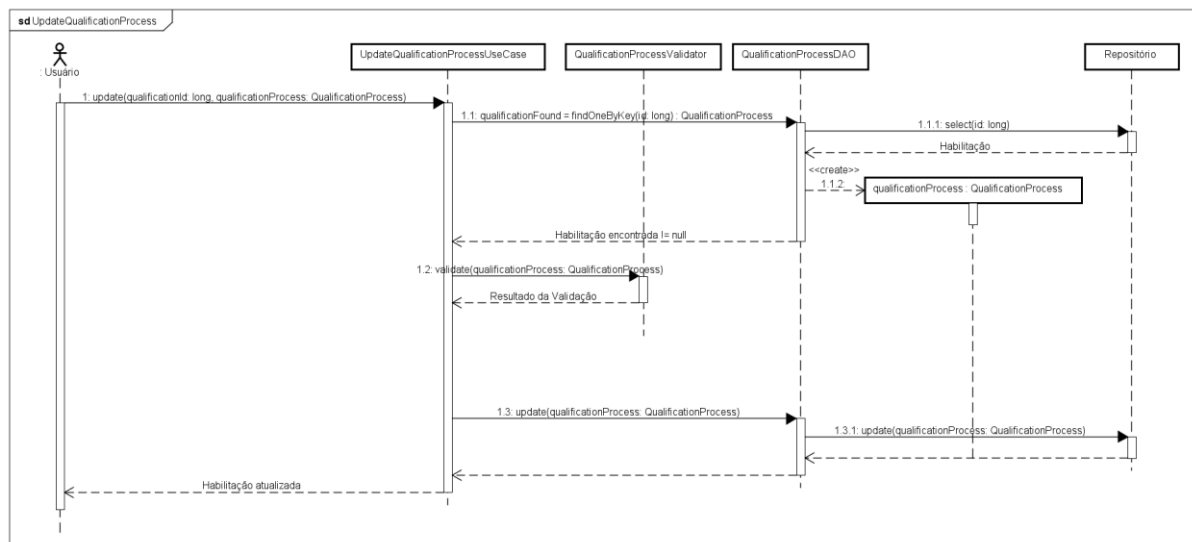 sd UpdateQualificationProcess
UpdateQualificationProcessUseCase
QualificationProcessValidator
QualificationProcessDAO
Repositório
: Usuário
1: update(qualificationId: long, qualificationProcess: QualificationProcess)
1.1: qualificationFound = findOneByKey(id: long) : QualificationProcess
1.1.1: select(id: long)
Habilitação
<<create>>
1.1.2:
qualificationProcess : QualificationProcess
Habilitação encontrada != null
1.2: validate(qualificationProcess: QualificationProcess)
Resultado da Validação
1.3: update(qualificationProcess: QualificationProcess)
1.3.1: update(qualificationProcess: QualificationProcess)
Habilitação atualizada